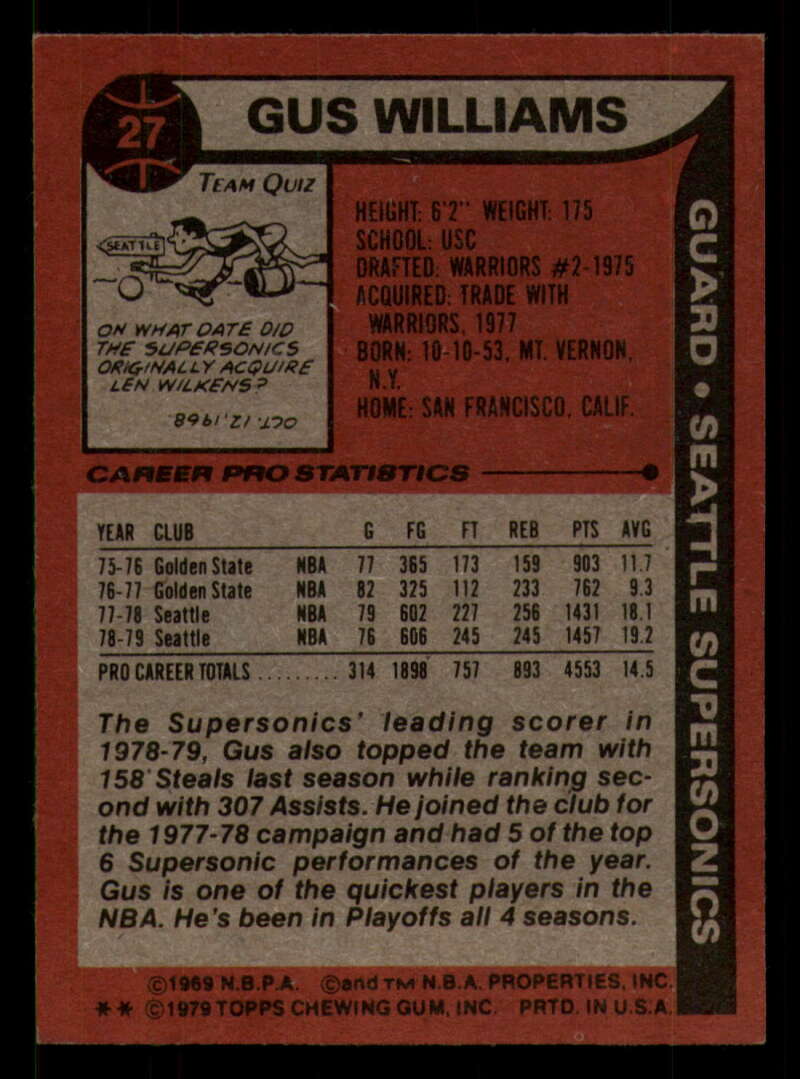 27
GUS WILLIAMS
TEAM QUIZ
SEATTLE
ON WHAT DATE DID
THE SUPERSONICS
ORIGINALLY ACQUIRE
LEN WILKENS?
OCT. 12, 1968.
HEIGHT: 6'2" WEIGHT: 175
SCHOOL: USC
DRAFTED: WARRIORS #2-1975
ACQUIRED: TRADE WITH
WARRIORS, 1977
BORN: 10-10-53, MT. VERNON,
N.Y.
HOME: SAN FRANCISCO, CALIF.
GUARD • SEATTLE SUPERSONICS
CAREER PRO STATISTICS
YEAR CLUB G FG FT REB PTS AVG
75-76 Golden State NBA 77 365 173 159 903 11.7
76-77 Golden State NBA 82 325 112 233 762 9.3
77-78 Seattle NBA 79 602 227 256 1431 18.1
78-79 Seattle NBA 76 606 245 245 1457 19.2
PRO CAREER TOTALS ......... 314 1898 757 893 4553 14.5
The Supersonics' leading scorer in
1978-79, Gus also topped the team with
158 Steals last season while ranking sec-
ond with 307 Assists. He joined the club for
the 1977-78 campaign and had 5 of the top
6 Supersonic performances of the year.
Gus is one of the quickest players in the
NBA. He's been in Playoffs all 4 seasons.
©1969 N.B.P.A. ©and TM N.B.A. PROPERTIES, INC.
** ©1979 TOPPS CHEWING GUM, INC. PRTD. IN U.S.A.